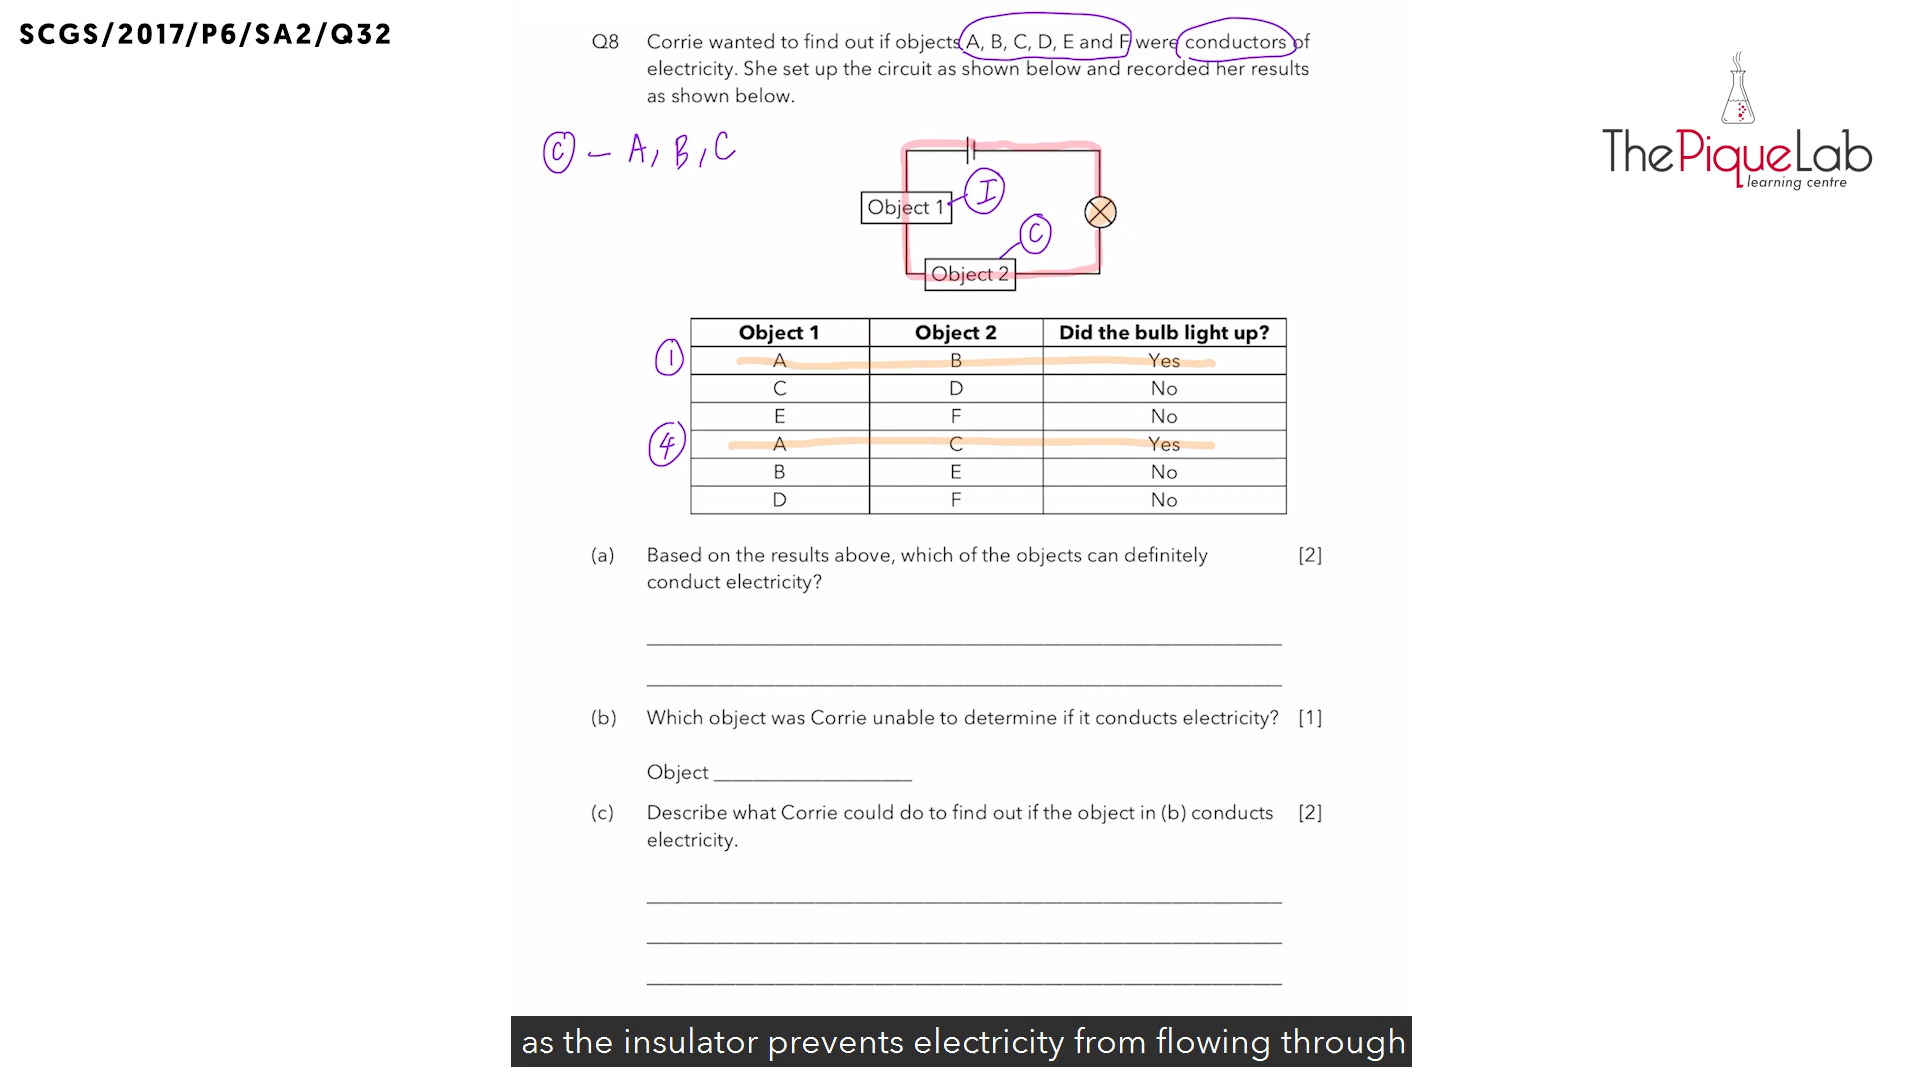 SCGS/2017/P6/SA2/Q32
Q8 Corrie wanted to find out if objects A, B, C, D, E and F were conductors of
electricity. She set up the circuit as shown below and recorded her results
as shown below.
ThePiqueLab
learning centre
C - A, B, C
I
Object 1
C
Object 2
Object 1 Object 2 Did the bulb light up?
1 A B Yes
C D No
E F No
4 A C Yes
B E No
D F No
(a) Based on the results above, which of the objects can definitely [2]
conduct electricity?
(b) Which object was Corrie unable to determine if it conducts electricity? [1]
Object
(c) Describe what Corrie could do to find out if the object in (b) conducts [2]
electricity.
as the insulator prevents electricity from flowing through